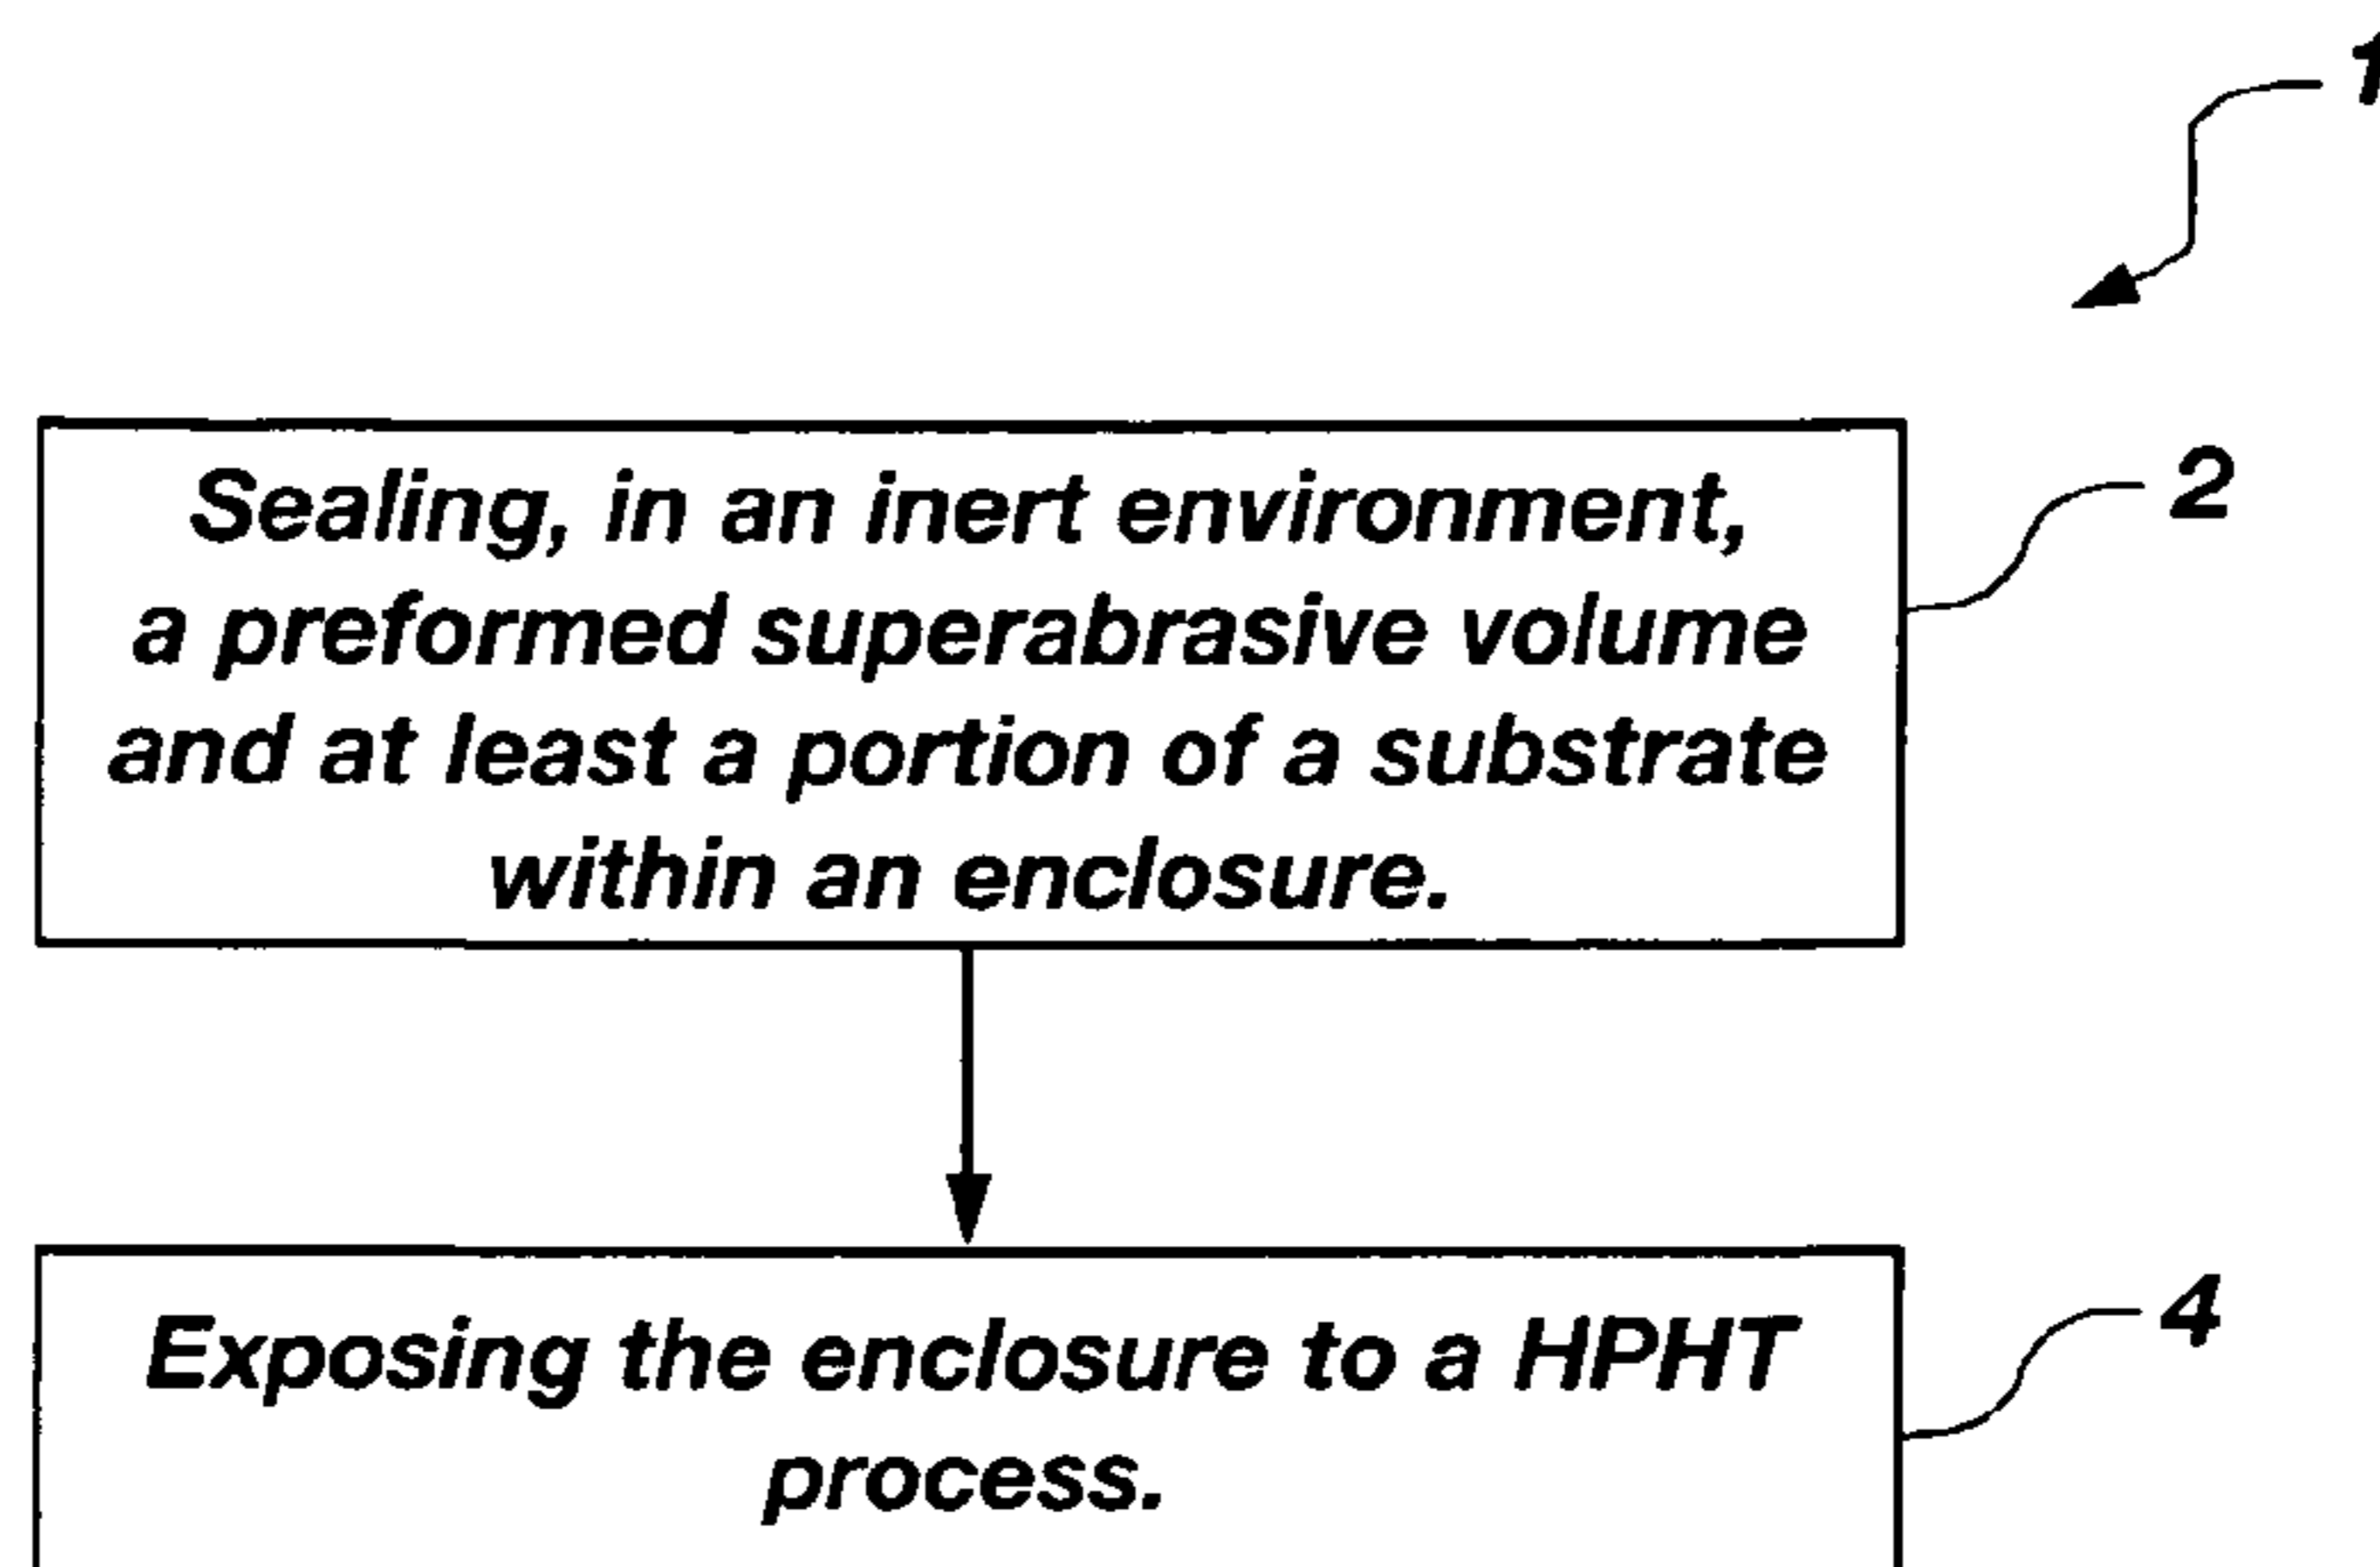 1
Sealing, in an inert environment,
2
a preformed superabrasive volume
and at least a portion of a substrate
within an enclosure.
Exposing the enclosure to a HPHT
4
process.